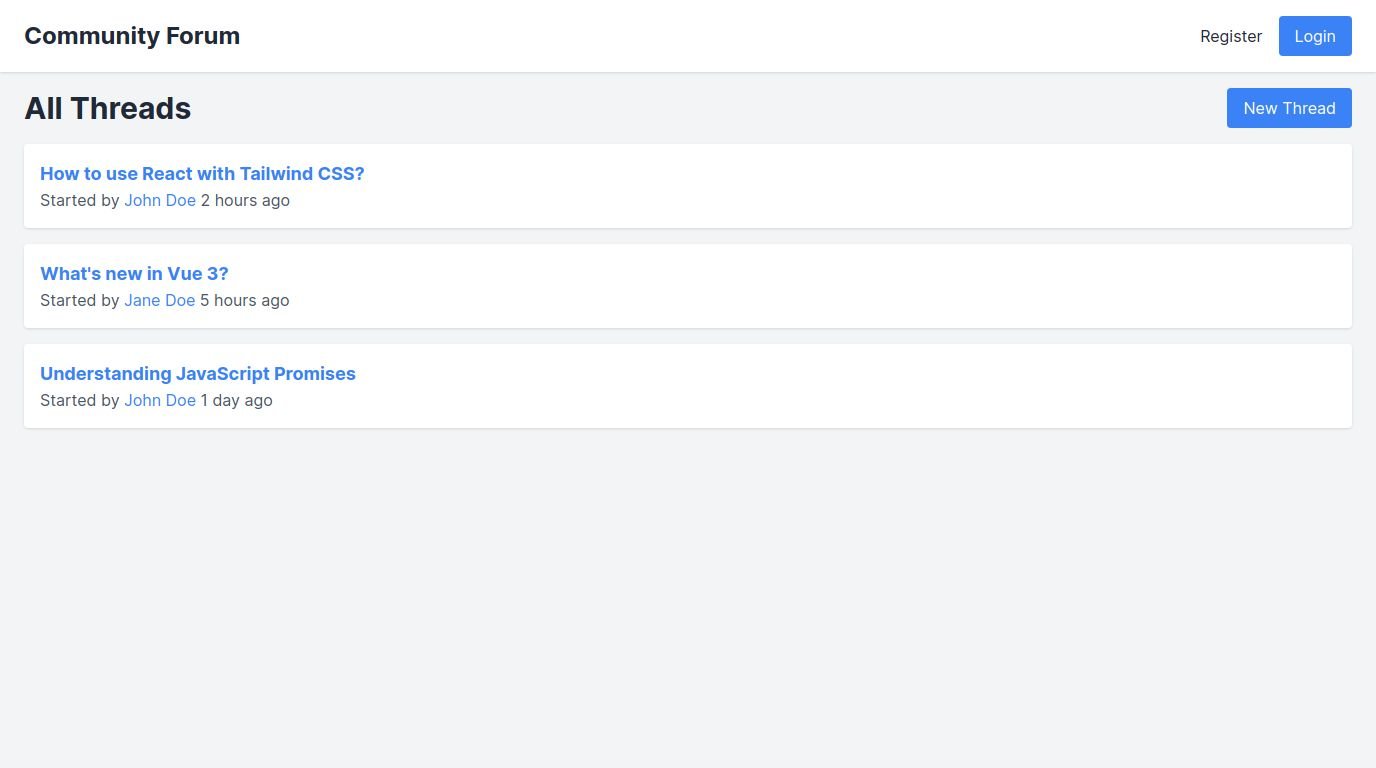 Community Forum
Register
Login
All Threads
New Thread
How to use React with Tailwind CSS?
Started by John Doe 2 hours ago
What's new in Vue 3?
Started by Jane Doe 5 hours ago
Understanding JavaScript Promises
Started by John Doe 1 day ago